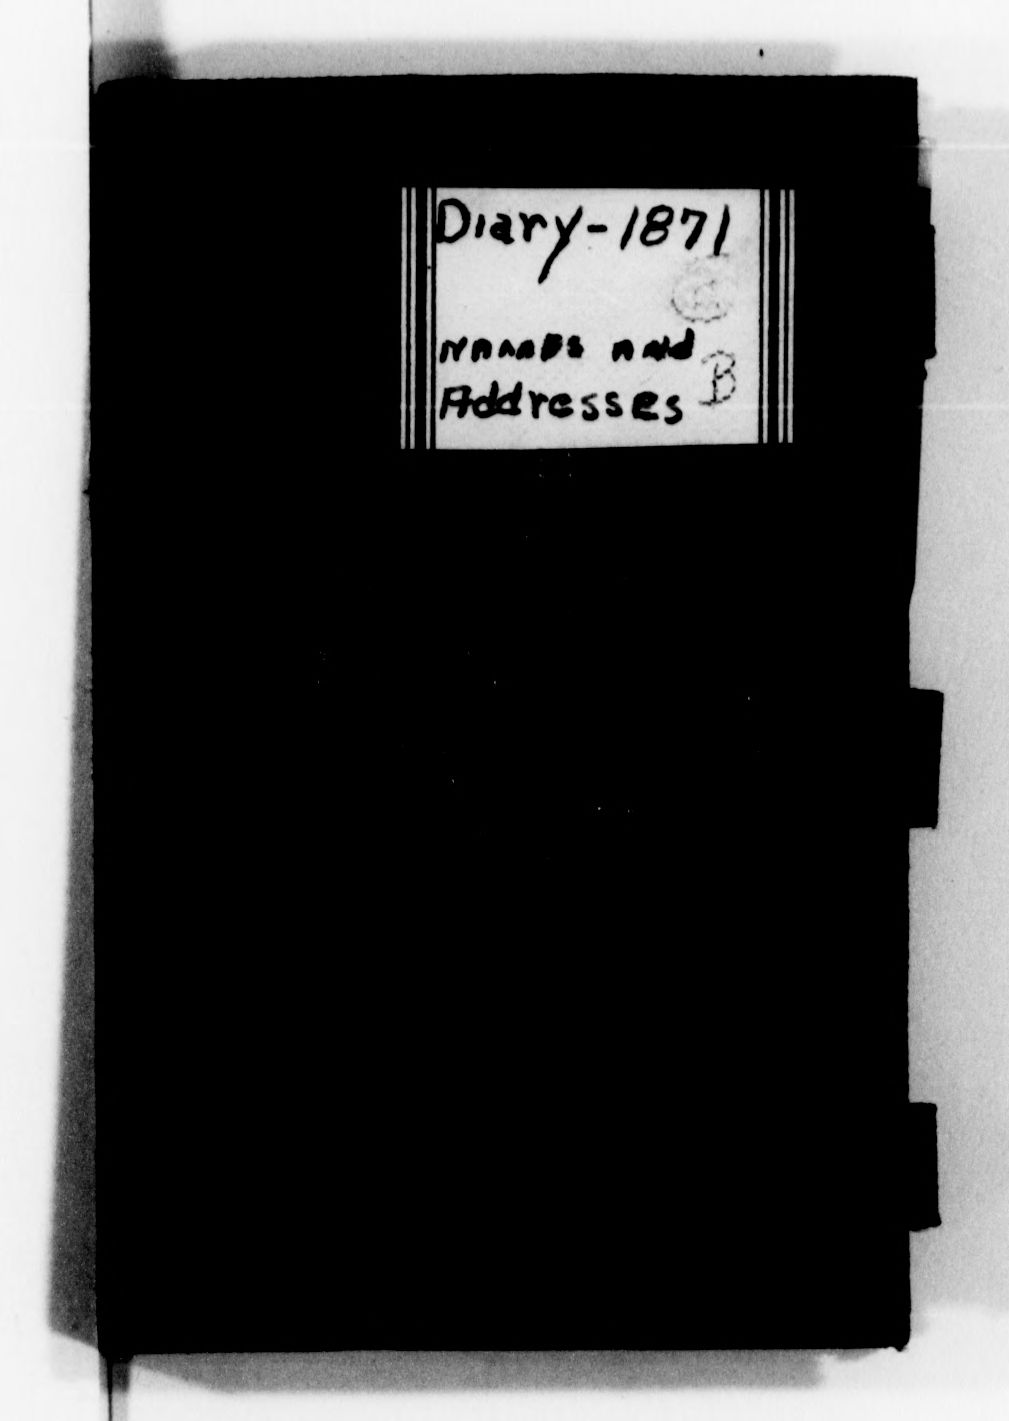 Diary-1871
Names and
B
Addresses